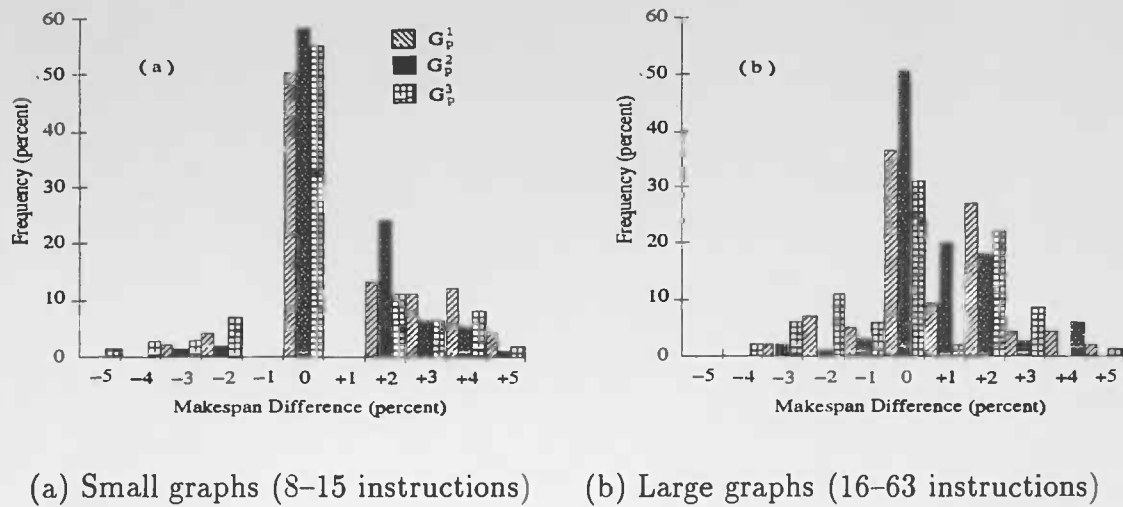 60
50
40
30
20
10
0
Frequency (percent)
(a)
G_p^1
G_p^2
G_p^3
−5 −4 −3 −2 −1 0 +1 +2 +3 +4 +5
Makespan Difference (percent)
60
50
40
30
20
10
0
Frequency (percent)
(b)
−5 −4 −3 −2 −1 0 +1 +2 +3 +4 +5
Makespan Difference (percent)
(a) Small graphs (8–15 instructions)
(b) Large graphs (16–63 instructions)